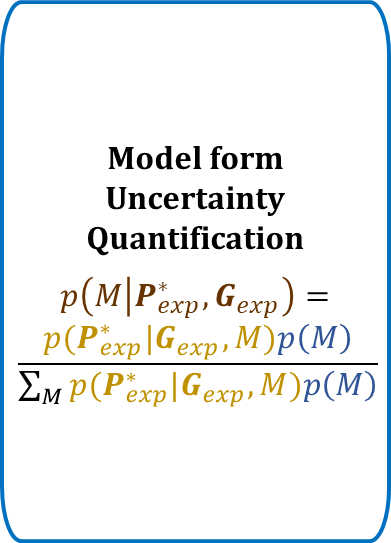 Model form
Uncertainty
Quantification
p(M|P*exp, Gexp) =
p(P*exp|Gexp, M)p(M)
∑M p(P*exp|Gexp, M)p(M)